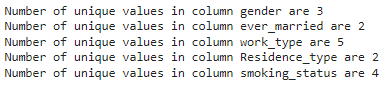 Number of unique values in column gender are 3
Number of unique values in column ever_married are 2
Number of unique values in column work_type are 5
Number of unique values in column Residence_type are 2
Number of unique values in column smoking_status are 4